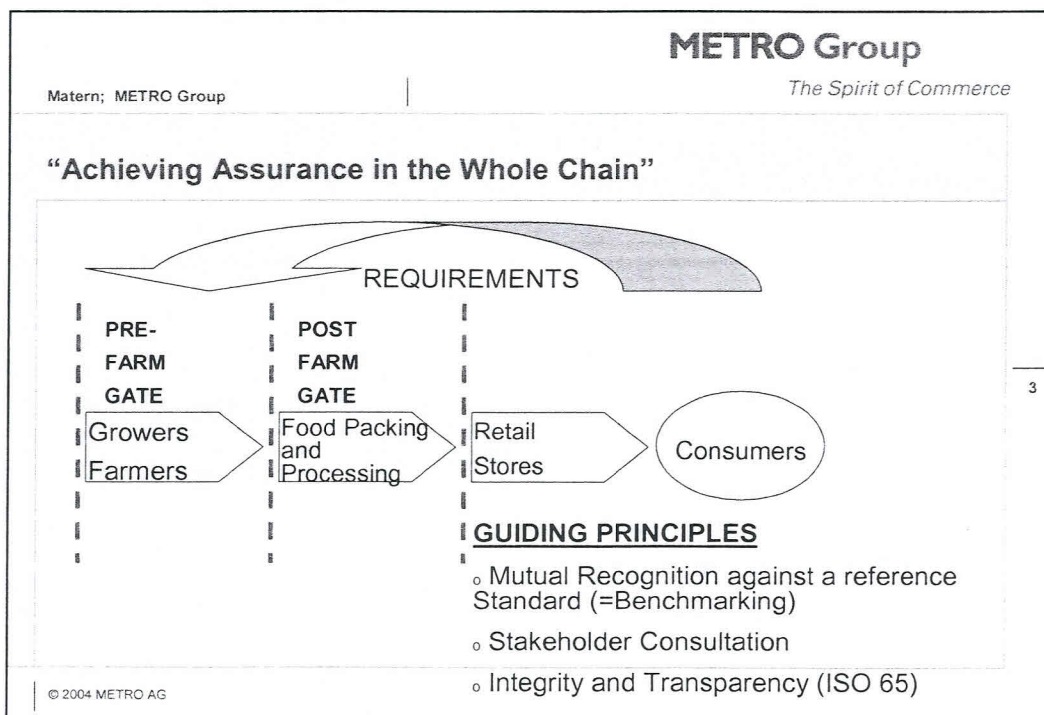 METRO Group
The Spirit of Commerce
Matern; METRO Group
“Achieving Assurance in the Whole Chain”
REQUIREMENTS
PRE-
FARM
GATE
POST
FARM
GATE
Growers
Farmers
Food Packing
and
Processing
Retail
Stores
Consumers
3
GUIDING PRINCIPLES
o Mutual Recognition against a reference
Standard (=Benchmarking)
o Stakeholder Consultation
o Integrity and Transparency (ISO 65)
© 2004 METRO AG